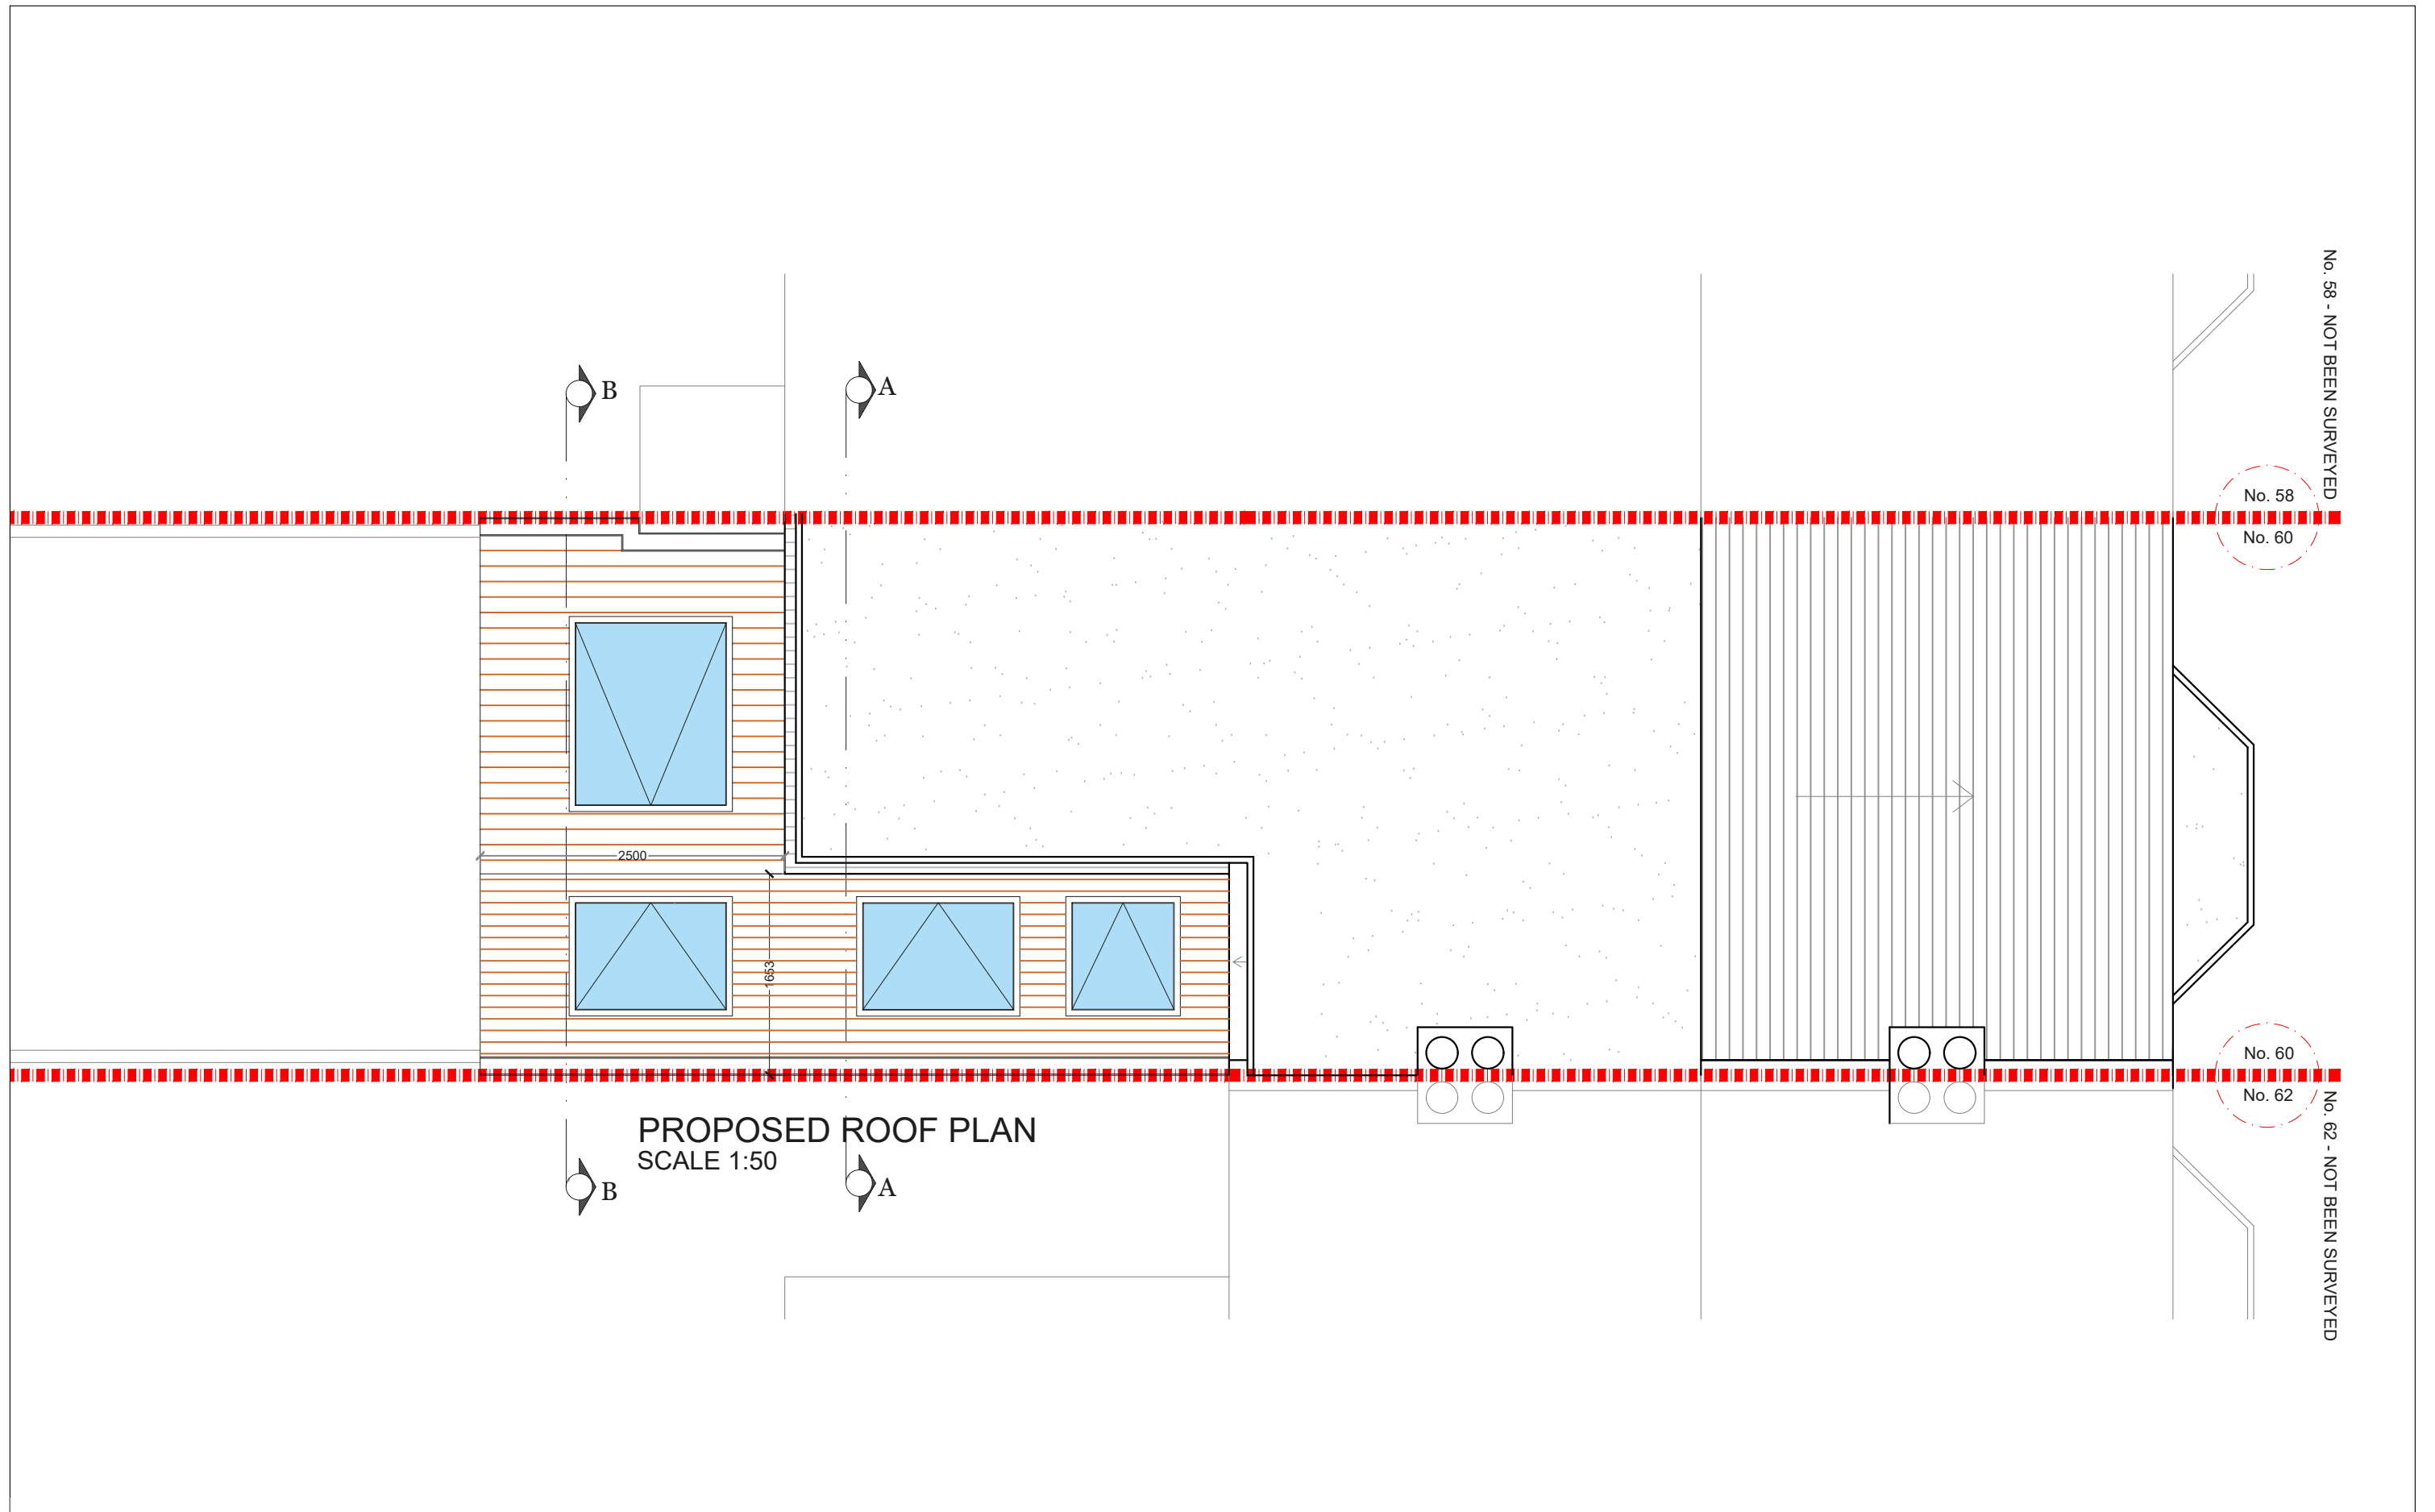 No. 58 - NOT BEEN SURVEYED
B
A
No. 58
No. 60
2500
1653
No. 60
No. 62
PROPOSED ROOF PLAN
SCALE 1:50
B
A
No. 62 - NOT BEEN SURVEYED